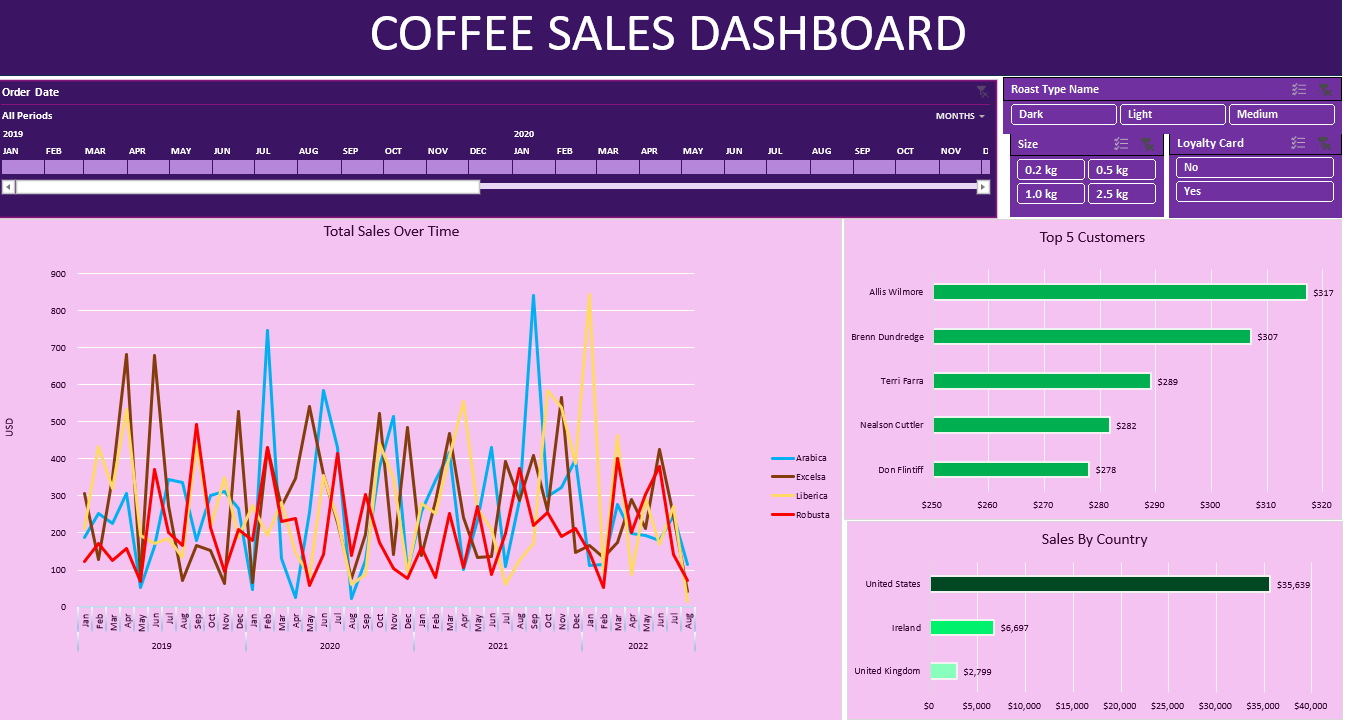 COFFEE SALES DASHBOARD
Order Date
All Periods
MONTHS
2019 2020
JAN FEB MAR APR MAY JUN JUL AUG SEP OCT NOV DEC JAN FEB MAR APR MAY JUN JUL AUG SEP OCT NOV D
Roast Type Name
Dark Light Medium
Size
0.2 kg 0.5 kg
1.0 kg 2.5 kg
Loyalty Card
No
Yes
Total Sales Over Time
USD
900
800
700
600
500
400
300
200
100
0
Jan Feb Mar Apr May Jun Jul Aug Sep Oct Nov Dec Jan Feb Mar Apr May Jun Jul Aug Sep Oct Nov Dec Jan Feb Mar Apr May Jun Jul Aug Sep Oct Nov Dec Jan Feb Mar Apr May Jun Jul Aug
2019 2020 2021 2022
Arabica
Excelsa
Liberica
Robusta
Top 5 Customers
Allis Wilmore $317
Brenn Dundredge $307
Terri Farra $289
Nealson Cuttler $282
Don Flintiff $278
$250 $260 $270 $280 $290 $300 $310 $320
Sales By Country
United States $35,639
Ireland $6,697
United Kingdom $2,799
$0 $5,000 $10,000 $15,000 $20,000 $25,000 $30,000 $35,000 $40,000